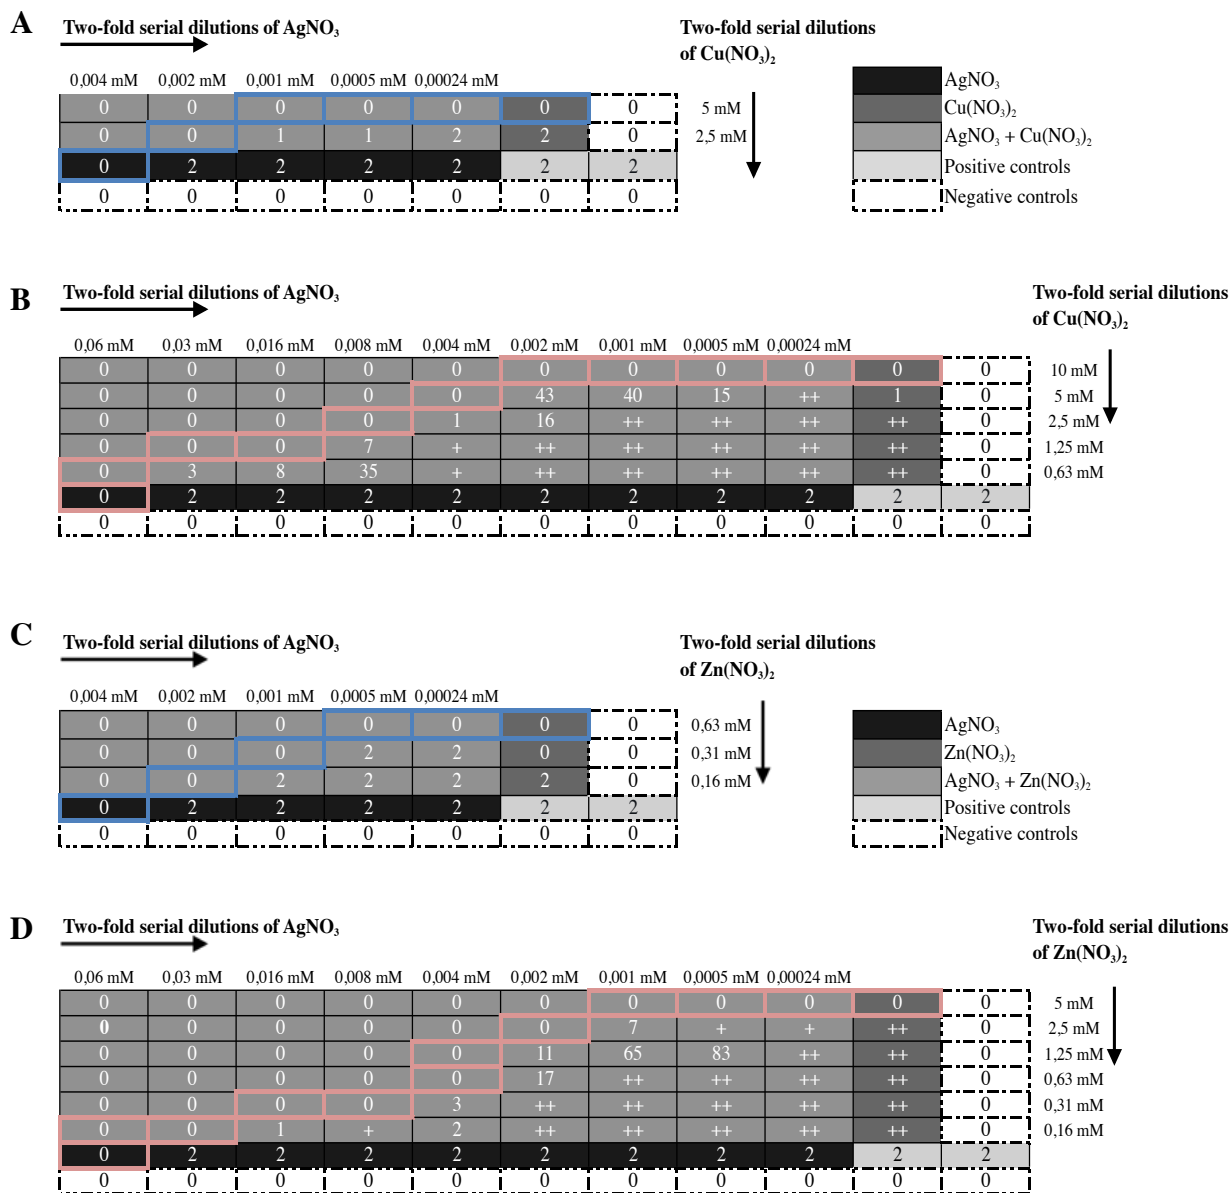 A
Two-fold serial dilutions of AgNO₃
Two-fold serial dilutions
of Cu(NO₃)₂
0,004 mM 0,002 mM 0,001 mM 0,0005 mM 0,00024 mM
0 0 0 0 0 0 0 5 mM
0 0 1 1 2 2 0 2,5 mM
0 2 2 2 2 2 2
0 0 0 0 0 0 0
AgNO₃
Cu(NO₃)₂
AgNO₃ + Cu(NO₃)₂
Positive controls
Negative controls
B
Two-fold serial dilutions of AgNO₃
Two-fold serial dilutions
of Cu(NO₃)₂
0,06 mM 0,03 mM 0,016 mM 0,008 mM 0,004 mM 0,002 mM 0,001 mM 0,0005 mM 0,00024 mM
0 0 0 0 0 0 0 0 0 0 0 10 mM
0 0 0 0 0 43 40 15 ++ 1 0 5 mM
0 0 0 0 1 16 ++ ++ ++ ++ 0 2,5 mM
0 0 0 7 + ++ ++ ++ ++ ++ 0 1,25 mM
0 3 8 35 + ++ ++ ++ ++ ++ 0 0,63 mM
0 2 2 2 2 2 2 2 2 2 2
0 0 0 0 0 0 0 0 0 0 0
C
Two-fold serial dilutions of AgNO₃
Two-fold serial dilutions
of Zn(NO₃)₂
0,004 mM 0,002 mM 0,001 mM 0,0005 mM 0,00024 mM
0 0 0 0 0 0 0 0,63 mM
0 0 0 2 2 0 0 0,31 mM
0 0 2 2 2 2 0 0,16 mM
0 2 2 2 2 2 2
0 0 0 0 0 0 0
AgNO₃
Zn(NO₃)₂
AgNO₃ + Zn(NO₃)₂
Positive controls
Negative controls
D
Two-fold serial dilutions of AgNO₃
Two-fold serial dilutions
of Zn(NO₃)₂
0,06 mM 0,03 mM 0,016 mM 0,008 mM 0,004 mM 0,002 mM 0,001 mM 0,0005 mM 0,00024 mM
0 0 0 0 0 0 0 0 0 0 0 5 mM
0 0 0 0 0 0 7 + + ++ 0 2,5 mM
0 0 0 0 0 11 65 83 ++ ++ 0 1,25 mM
0 0 0 0 0 17 ++ ++ ++ ++ 0 0,63 mM
0 0 0 0 3 ++ ++ ++ ++ ++ 0 0,31 mM
0 0 1 + 2 ++ ++ ++ ++ ++ 0 0,16 mM
0 2 2 2 2 2 2 2 2 2 2
0 0 0 0 0 0 0 0 0 0 0